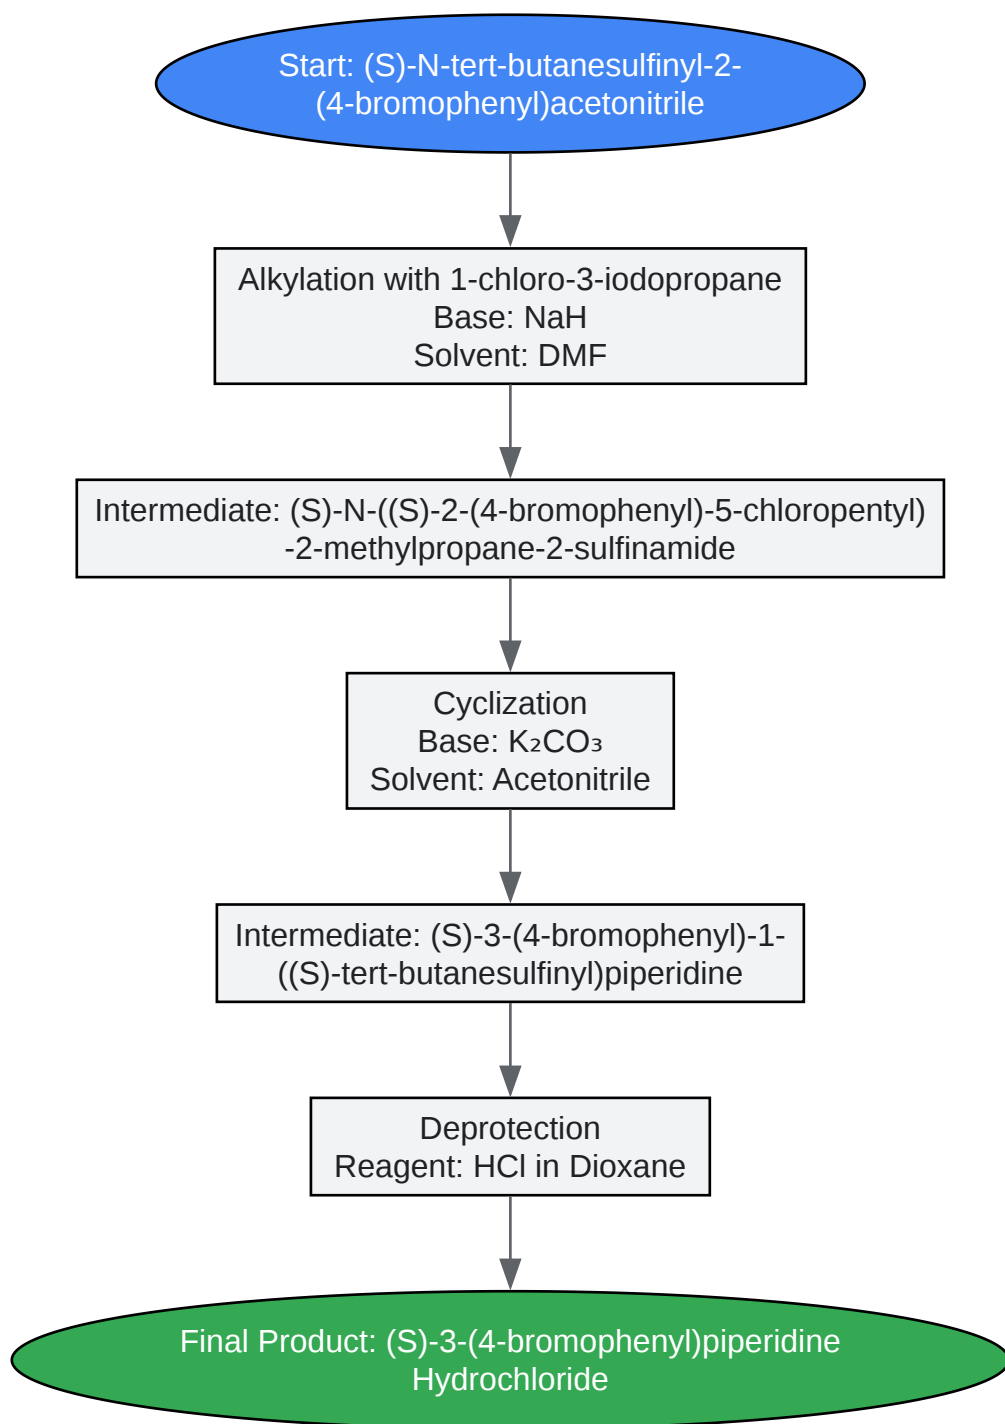 Start: (S)-N-tert-butanesulfinyl-2-
(4-bromophenyl)acetonitrile
Alkylation with 1-chloro-3-iodopropane
Base: NaH
Solvent: DMF
Intermediate: (S)-N-((S)-2-(4-bromophenyl)-5-chloropentyl)
-2-methylpropane-2-sulfinamide
Cyclization
Base: K₂CO₃
Solvent: Acetonitrile
Intermediate: (S)-3-(4-bromophenyl)-1-
((S)-tert-butanesulfinyl)piperidine
Deprotection
Reagent: HCl in Dioxane
Final Product: (S)-3-(4-bromophenyl)piperidine
Hydrochloride